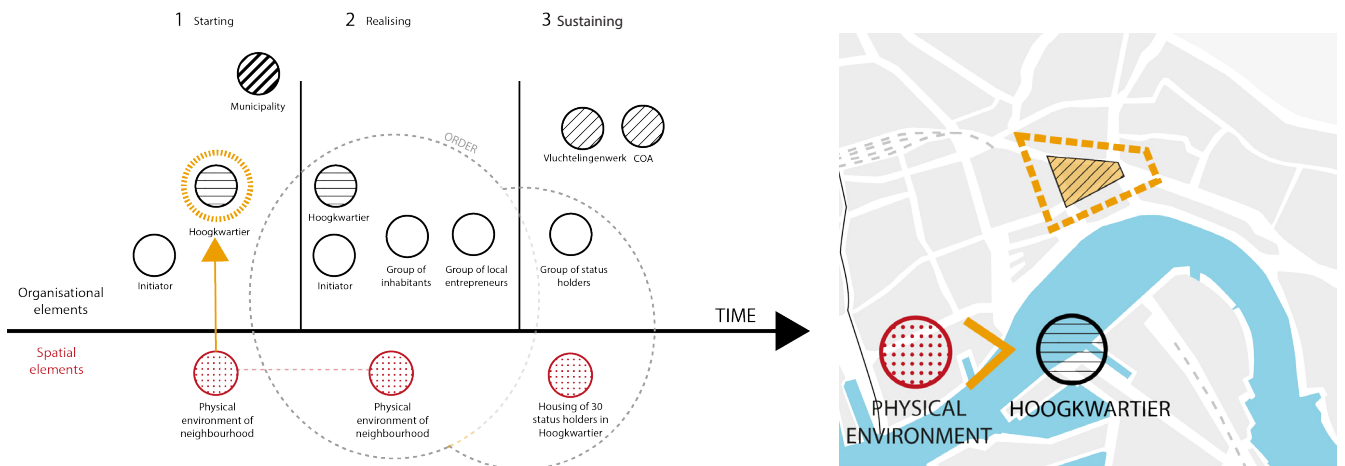 1 Starting
2 Realising
3 Sustaining
Municipality
ORDER
Vluchtelingenwerk
COA
Hoogkwartier
Hoogkwartier
Initiator
Initiator
Group of
inhabitants
Group of local
entrepreneurs
Group of status
holders
Organisational
elements
TIME
Spatial
elements
Physical
environment of
neighbourhood
Physical
environment of
neighbourhood
Housing of 30
status holders in
Hoogkwartier
PHYSICAL
ENVIRONMENT
HOOGKWARTIER